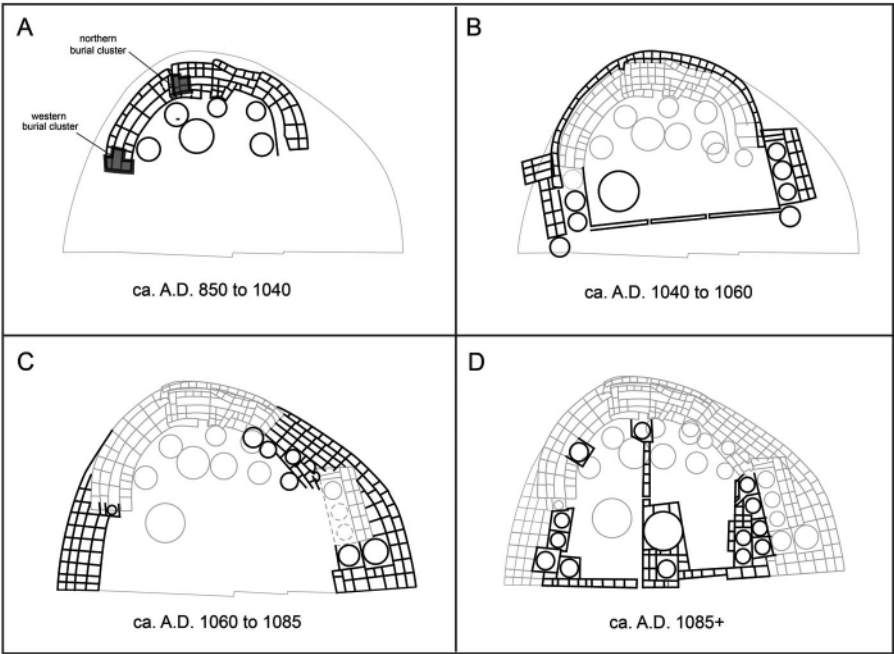 A
northern
burial cluster
western
burial cluster
ca. A.D. 850 to 1040
B
ca. A.D. 1040 to 1060
C
ca. A.D. 1060 to 1085
D
ca. A.D. 1085+